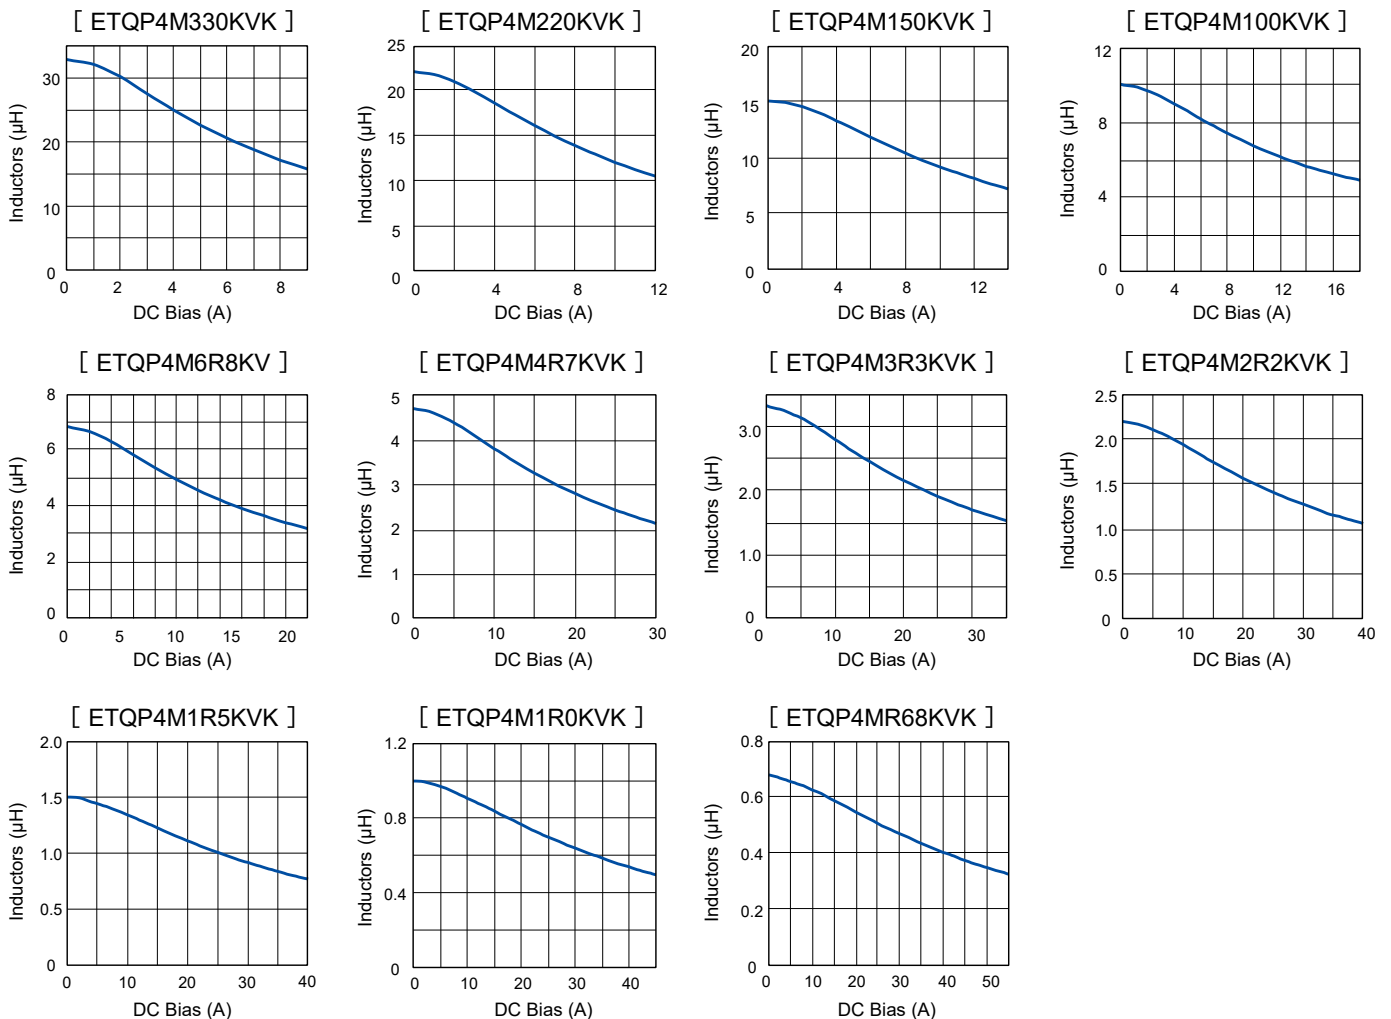 [ ETQP4M330KVK ]
Inductors (μH)
30
20
10
0
0 2 4 6 8
DC Bias (A)
[ ETQP4M220KVK ]
Inductors (μH)
25
20
15
10
5
0
0 4 8 12
DC Bias (A)
[ ETQP4M150KVK ]
Inductors (μH)
20
15
10
5
0
0 4 8 12
DC Bias (A)
[ ETQP4M100KVK ]
Inductors (μH)
12
8
4
0
0 4 8 12 16
DC Bias (A)
[ ETQP4M6R8KV ]
Inductors (μH)
8
6
4
2
0
0 5 10 15 20
DC Bias (A)
[ ETQP4M4R7KVK ]
Inductors (μH)
5
4
3
2
1
0
0 10 20 30
DC Bias (A)
[ ETQP4M3R3KVK ]
Inductors (μH)
3.0
2.0
1.0
0
0 10 20 30
DC Bias (A)
[ ETQP4M2R2KVK ]
Inductors (μH)
2.5
2.0
1.5
1.0
0.5
0
0 10 20 30 40
DC Bias (A)
[ ETQP4M1R5KVK ]
Inductors (μH)
2.0
1.5
1.0
0.5
0
0 10 20 30 40
DC Bias (A)
[ ETQP4M1R0KVK ]
Inductors (μH)
1.2
0.8
0.4
0
0 10 20 30 40
DC Bias (A)
[ ETQP4MR68KVK ]
Inductors (μH)
0.8
0.6
0.4
0.2
0
0 10 20 30 40 50
DC Bias (A)